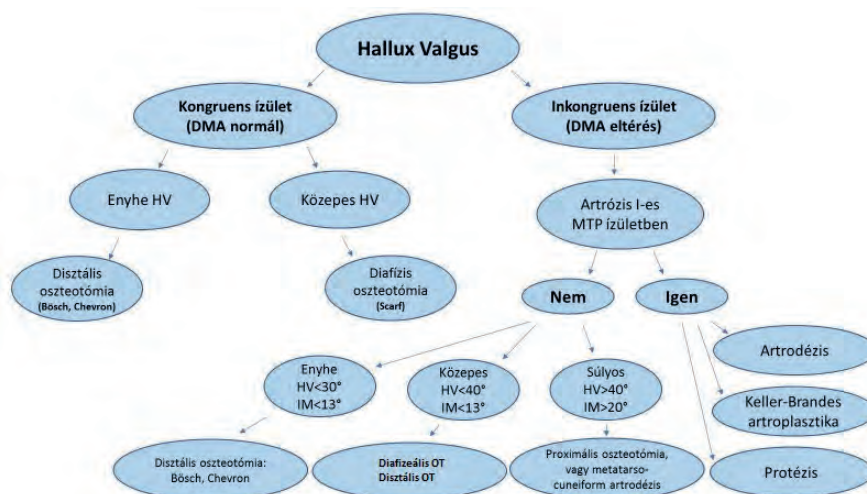 Hallux Valgus
Kongruens ízület
(DMA normál)
Inkongruens ízület
(DMA eltérés)
Enyhe HV
Közepes HV
Artrózis I-es
MTP ízületben
Disztális
oszteotómia
(Bösch, Chevron)
Diafízis
oszteotómia
(Scarf)
Nem
Igen
Enyhe
HV<30°
IM<13°
Közepes
HV<40°
IM<13°
Súlyos
HV>40°
IM>20°
Artrodézis
Keller-Brandes
artroplasztika
Disztális oszteotómia:
Bösch, Chevron
Diafizeális OT
Disztális OT
Proximális oszteotómia,
vagy metatarso-
cuneiform artrodézis
Protézis